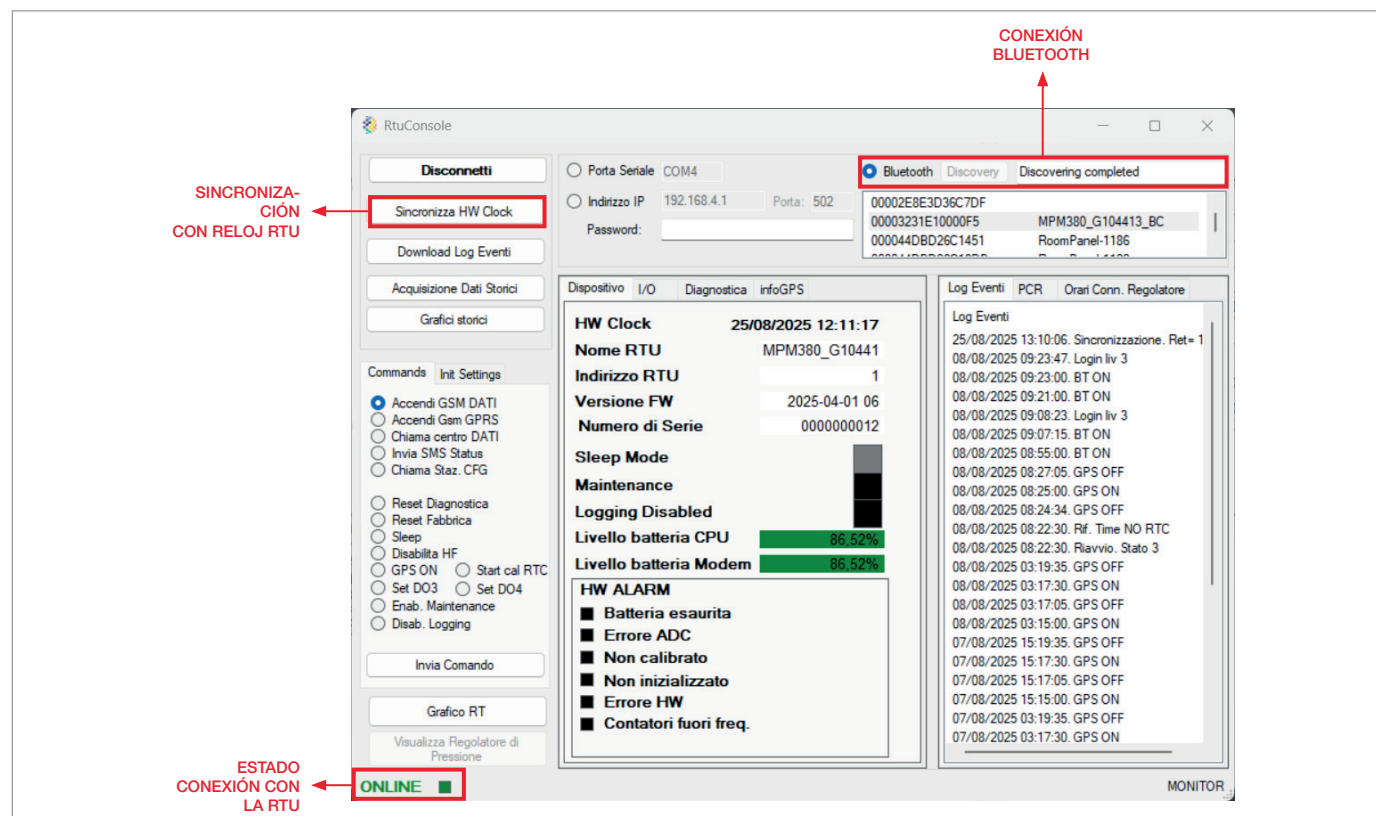 CONEXIÓN
BLUETOOTH
RtuConsole
SINCRONIZA-
CIÓN
CON RELOJ RTU
Disconnetti
Sincronizza HW Clock
Download Log Eventi
Acquisizione Dati Storici
Grafici storici
Porta Seriale COM4
Indirizzo IP 192.168.4.1 Porta: 502
Password:
Bluetooth Discovery Discovering completed
00002E8E3D36C7DF
00003231E10000F5 MPM380_G104413_BC
000044DBD26C1451 RoomPanel-1186
Commands Init Settings
Accendi GSM DATI
Accendi Gsm GPRS
Chiama centro DATI
Invia SMS Status
Chiama Staz. CFG
Reset Diagnostica
Reset Fabbrica
Sleep
Disabilita HF
GPS ON Start cal RTC
Set DO3 Set DO4
Enab. Maintenance
Disab. Logging
Invia Comando
Grafico RT
Visualizza Regolatore di
Pressione
Dispositivo I/O Diagnostica infoGPS
HW Clock 25/08/2025 12:11:17
Nome RTU MPM380_G10441
Indirizzo RTU 1
Versione FW 2025-04-01 06
Numero di Serie 0000000012
Sleep Mode
Maintenance
Logging Disabled
Livello batteria CPU 86,52%
Livello batteria Modem 86,52%
HW ALARM
Batteria esaurita
Errore ADC
Non calibrato
Non inizializzato
Errore HW
Contatori fuori freq.
Log Eventi PCR Orari Conn. Regolatore
Log Eventi
25/08/2025 13:10:06. Sincronizzazione. Ret= 1
08/08/2025 09:23:47. Login liv 3
08/08/2025 09:23:00. BT ON
08/08/2025 09:21:00. BT ON
08/08/2025 09:08:23. Login liv 3
08/08/2025 09:07:15. BT ON
08/08/2025 08:55:00. BT ON
08/08/2025 08:27:05. GPS OFF
08/08/2025 08:25:00. GPS ON
08/08/2025 08:24:34. GPS OFF
08/08/2025 08:22:30. Rif. Time NO RTC
08/08/2025 08:22:30. Riavvio. Stato 3
08/08/2025 03:19:35. GPS OFF
08/08/2025 03:17:30. GPS ON
08/08/2025 03:17:05. GPS OFF
08/08/2025 03:15:00. GPS ON
07/08/2025 15:19:35. GPS OFF
07/08/2025 15:17:30. GPS ON
07/08/2025 15:17:05. GPS OFF
07/08/2025 15:15:00. GPS ON
07/08/2025 03:19:35. GPS OFF
07/08/2025 03:17:30. GPS ON
ESTADO
CONEXIÓN CON
LA RTU
ONLINE
MONITOR